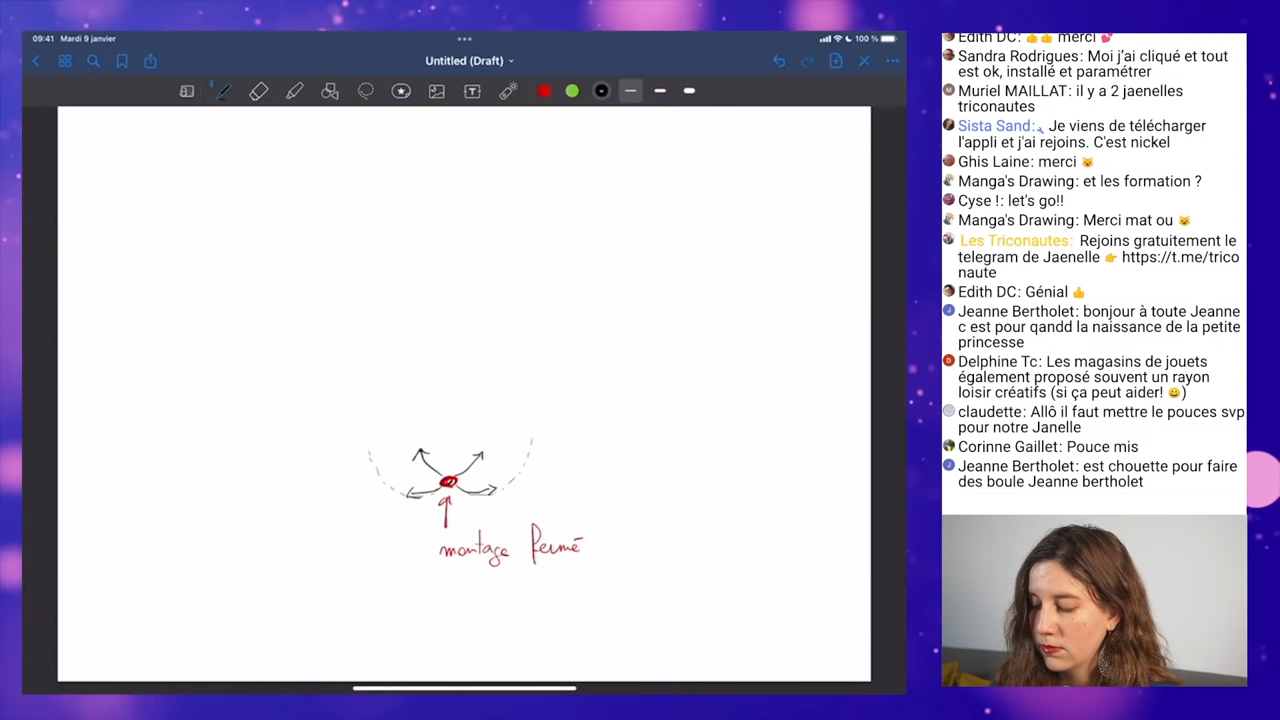 09:41 Mardi 9 janvier
100 %
Untitled (Draft)
montage fermé
Edith DC: 👍👍 merci 💕
Sandra Rodrigues: Moi j'ai cliqué et tout
est ok, installé et paramétrer
Muriel MAILLAT: il y a 2 jaenelles
triconautes
Sista Sand:🔧 Je viens de télécharger
l'appli et j'ai rejoins. C'est nickel
Ghis Laine: merci 😺
Manga's Drawing: et les formation ?
Cyse !: let's go!!
Manga's Drawing: Merci mat ou 😺
Les Triconautes: Rejoins gratuitement le
telegram de Jaenelle 👉 https://t.me/trico
naute
Edith DC: Génial 👍
Jeanne Bertholet: bonjour à toute Jeanne
c est pour qandd la naissance de la petite
princesse
Delphine Tc: Les magasins de jouets
également proposé souvent un rayon
loisir créatifs (si ça peut aider! 😀)
claudette: Allô il faut mettre le pouces svp
pour notre Janelle
Corinne Gaillet: Pouce mis
Jeanne Bertholet: est chouette pour faire
des boule Jeanne bertholet